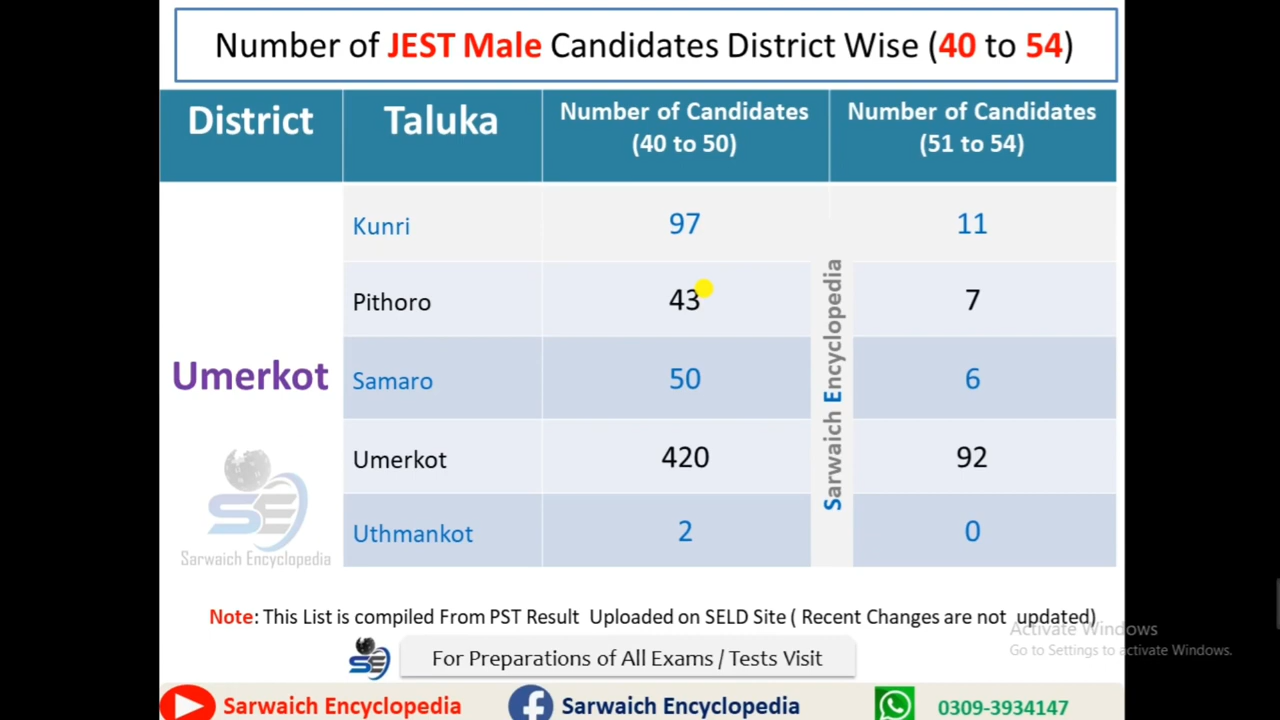 Number of JEST Male Candidates District Wise (40 to 54)
District
Taluka
Number of Candidates
(40 to 50)
Number of Candidates
(51 to 54)
Umerkot
Kunri
97
11
Pithoro
43
7
Samaro
50
6
Umerkot
420
92
Uthmankot
2
0
Sarwaich Encyclopedia
SE
Sarwaich Encyclopedia
Note: This List is compiled From PST Result Uploaded on SELD Site ( Recent Changes are not updated)
Activate Windows
Go to Settings to activate Windows.
SE
For Preparations of All Exams / Tests Visit
Sarwaich Encyclopedia
Sarwaich Encyclopedia
0309-3934147